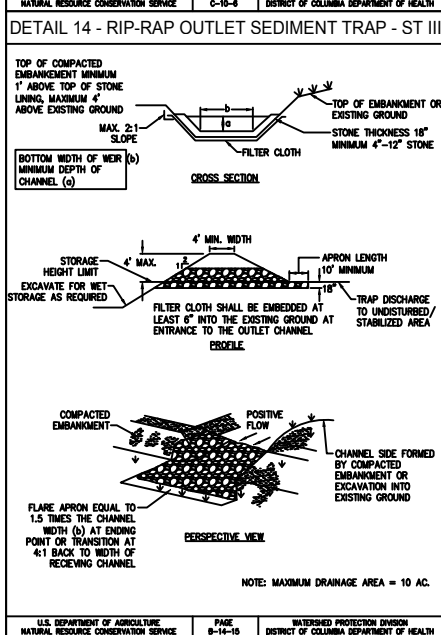 NATURAL RESOURCE CONSERVATION SERVICE
C-10-6
DISTRICT OF COLUMBIA DEPARTMENT OF HEALTH
DETAIL 14 - RIP-RAP OUTLET SEDIMENT TRAP - ST III
TOP OF COMPACTED
EMBANKEMENT MINIMUM
1' ABOVE TOP OF STONE
LINING, MAXIMUM 4'
ABOVE EXISTING GROUND
MAX. 2:1
SLOPE
BOTTOM WIDTH OF WEIR (b)
MINIMUM DEPTH OF
CHANNEL (a)
b
a
TOP OF EMBANKMENT OR
EXISTING GROUND
STONE THICKNESS 18"
MINIMUM 4"-12" STONE
FILTER CLOTH
CROSS SECTION
4' MIN. WIDTH
STORAGE
HEIGHT LIMIT
4' MAX.
2
1
APRON LENGTH
10' MINIMUM
EXCAVATE FOR WET
STORAGE AS REQUIRED
18"
TRAP DISCHARGE
TO UNDISTURBED/
STABILIZED AREA
FILTER CLOTH SHALL BE EMBEDDED AT
LEAST 6" INTO THE EXISTING GROUND AT
ENTRANCE TO THE OUTLET CHANNEL
PROFILE
COMPACTED
EMBANKMENT
POSITIVE
FLOW
CHANNEL SIDE FORMED
BY COMPACTED
EMBANKMENT OR
EXCAVATION INTO
EXISTING GROUND
FLARE APRON EQUAL TO
1.5 TIMES THE CHANNEL
WIDTH (b) AT ENDING
POINT OR TRANSITION AT
4:1 BACK TO WIDTH OF
RECIEVING CHANNEL
PERSPECTIVE VIEW
NOTE: MAXIMUM DRAINAGE AREA = 10 AC.
U.S. DEPARTMENT OF AGRICULTURE
NATURAL RESOURCE CONSERVATION SERVICE
PAGE
B-14-15
WATERSHED PROTECTION DIVISION
DISTRICT OF COLUMBIA DEPARTMENT OF HEALTH